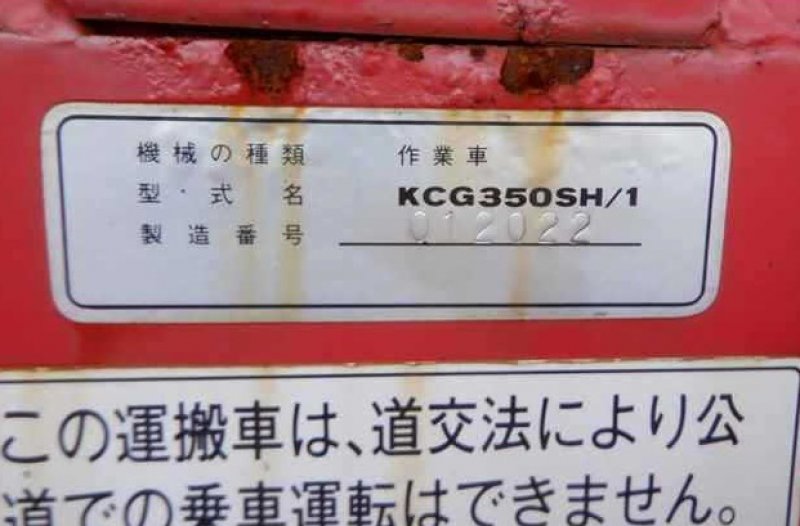 機械の種類 作業車
型・式名 KCG350SH/1
製造番号 012022
この運搬車は、道交法により公
道での乗車運転はできません。